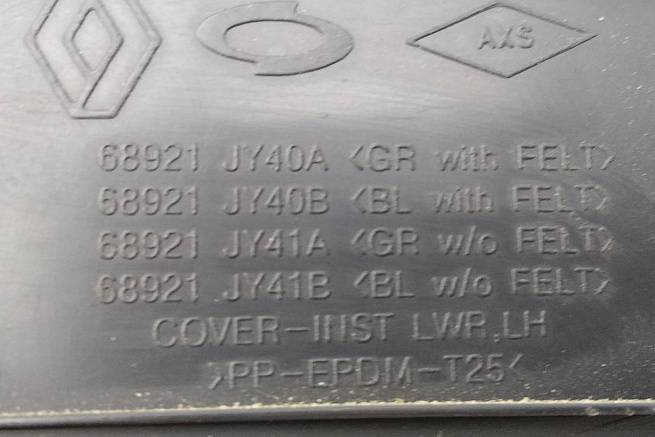 AXS
68921 JY40A <GR with FELT>
68921 JY40B <BL with FELT>
68921 JY41A <GR w/o FELT>
68921 JY41B <BL w/o FELT>
COVER-INST LWR,LH
>PP-EPDM-T25<